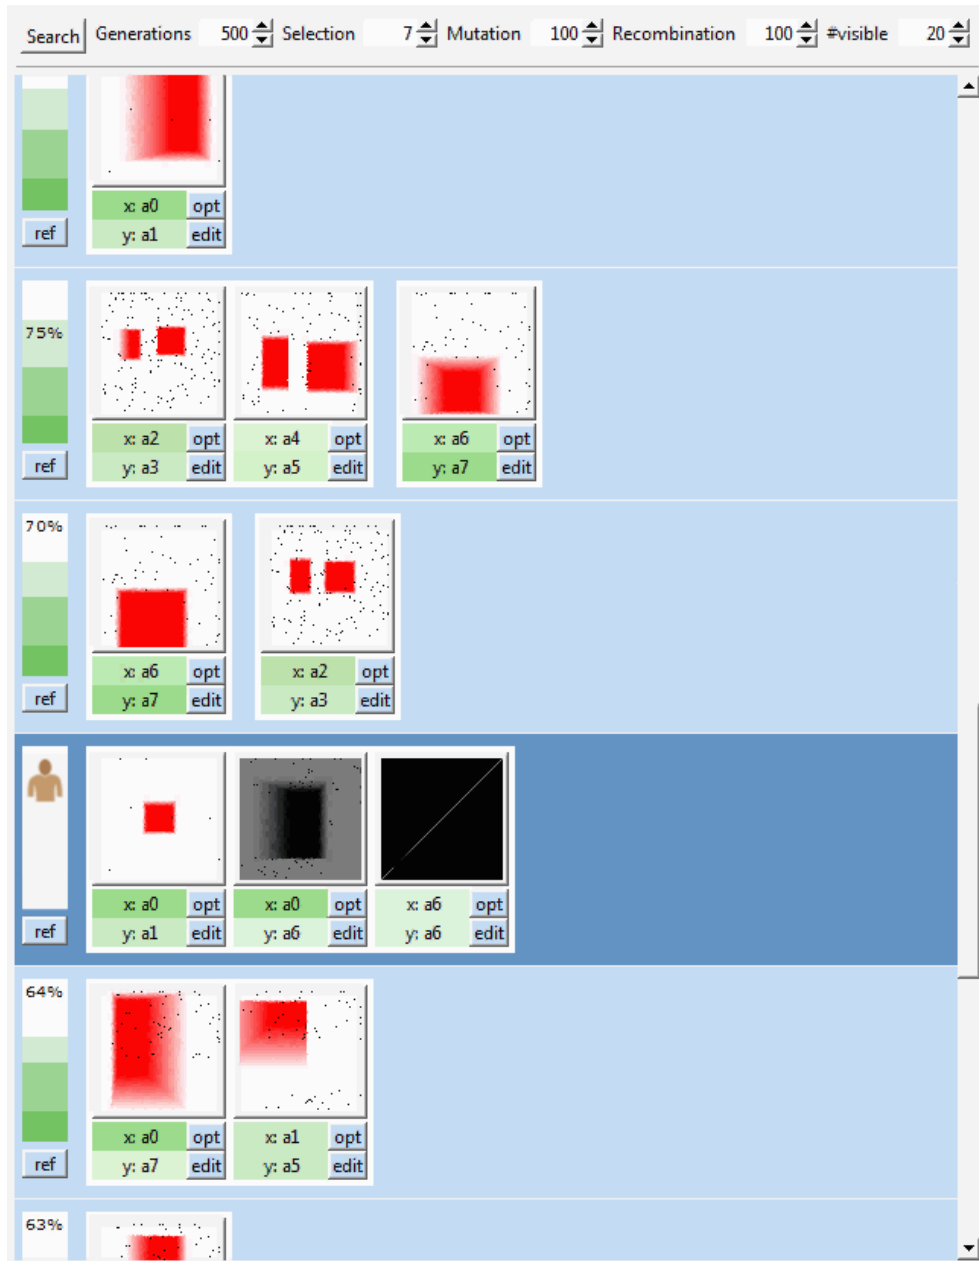 Search Generations 500 Selection 7 Mutation 100 Recombination 100 #visible 20
x: a0 opt
y: a1 edit
ref
75%
x: a2 opt x: a4 opt x: a6 opt
y: a3 edit y: a5 edit y: a7 edit
ref
70%
x: a6 opt x: a2 opt
y: a7 edit y: a3 edit
ref
x: a0 opt x: a0 opt x: a6 opt
y: a1 edit y: a6 edit y: a6 edit
ref
64%
x: a0 opt x: a1 opt
y: a7 edit y: a5 edit
ref
63%